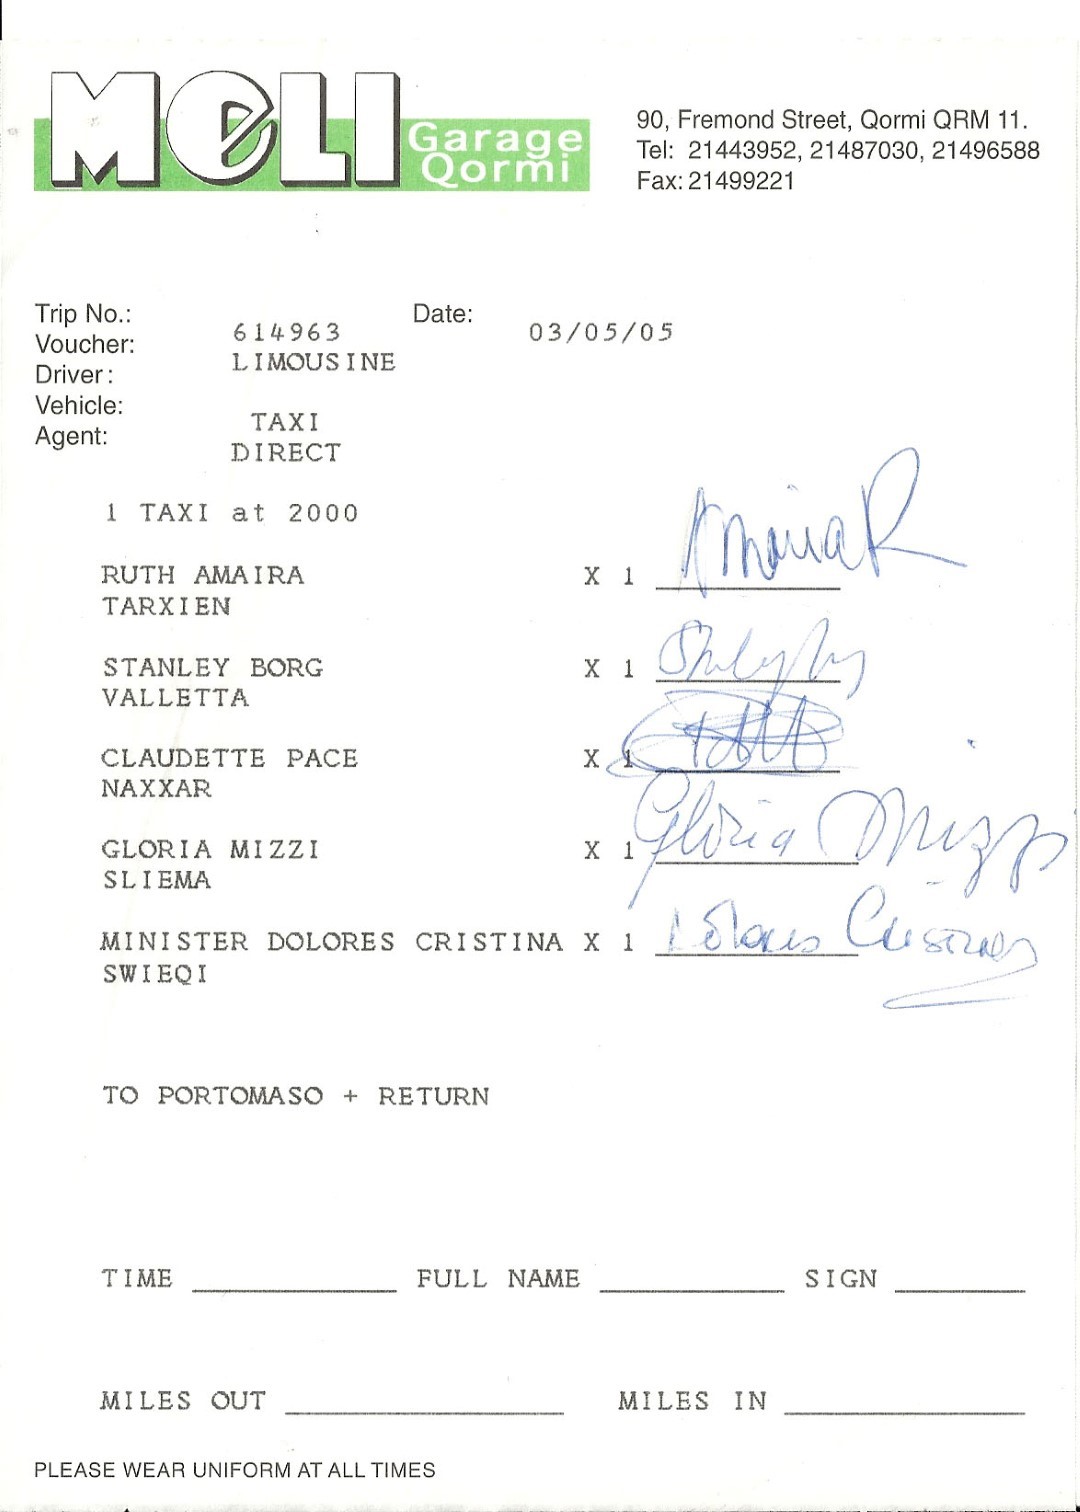 MeLI Garage
Qormi
90, Fremond Street, Qormi QRM 11.
Tel: 21443952, 21487030, 21496588
Fax: 21499221
Trip No.: 614963 Date: 03/05/05
Voucher: LIMOUSINE
Driver:
Vehicle: TAXI
Agent: DIRECT
1 TAXI at 2000
RUTH AMAIRA X 1 Amaira R
TARXIEN
STANLEY BORG X 1
VALLETTA
CLAUDETTE PACE X 1
NAXXAR
GLORIA MIZZI X 1 Gloria Mizzi
SLIEMA
MINISTER DOLORES CRISTINA X 1 Dolores Cristina
SWIEQI
TO PORTOMASO + RETURN
TIME FULL NAME SIGN
MILES OUT MILES IN
PLEASE WEAR UNIFORM AT ALL TIMES